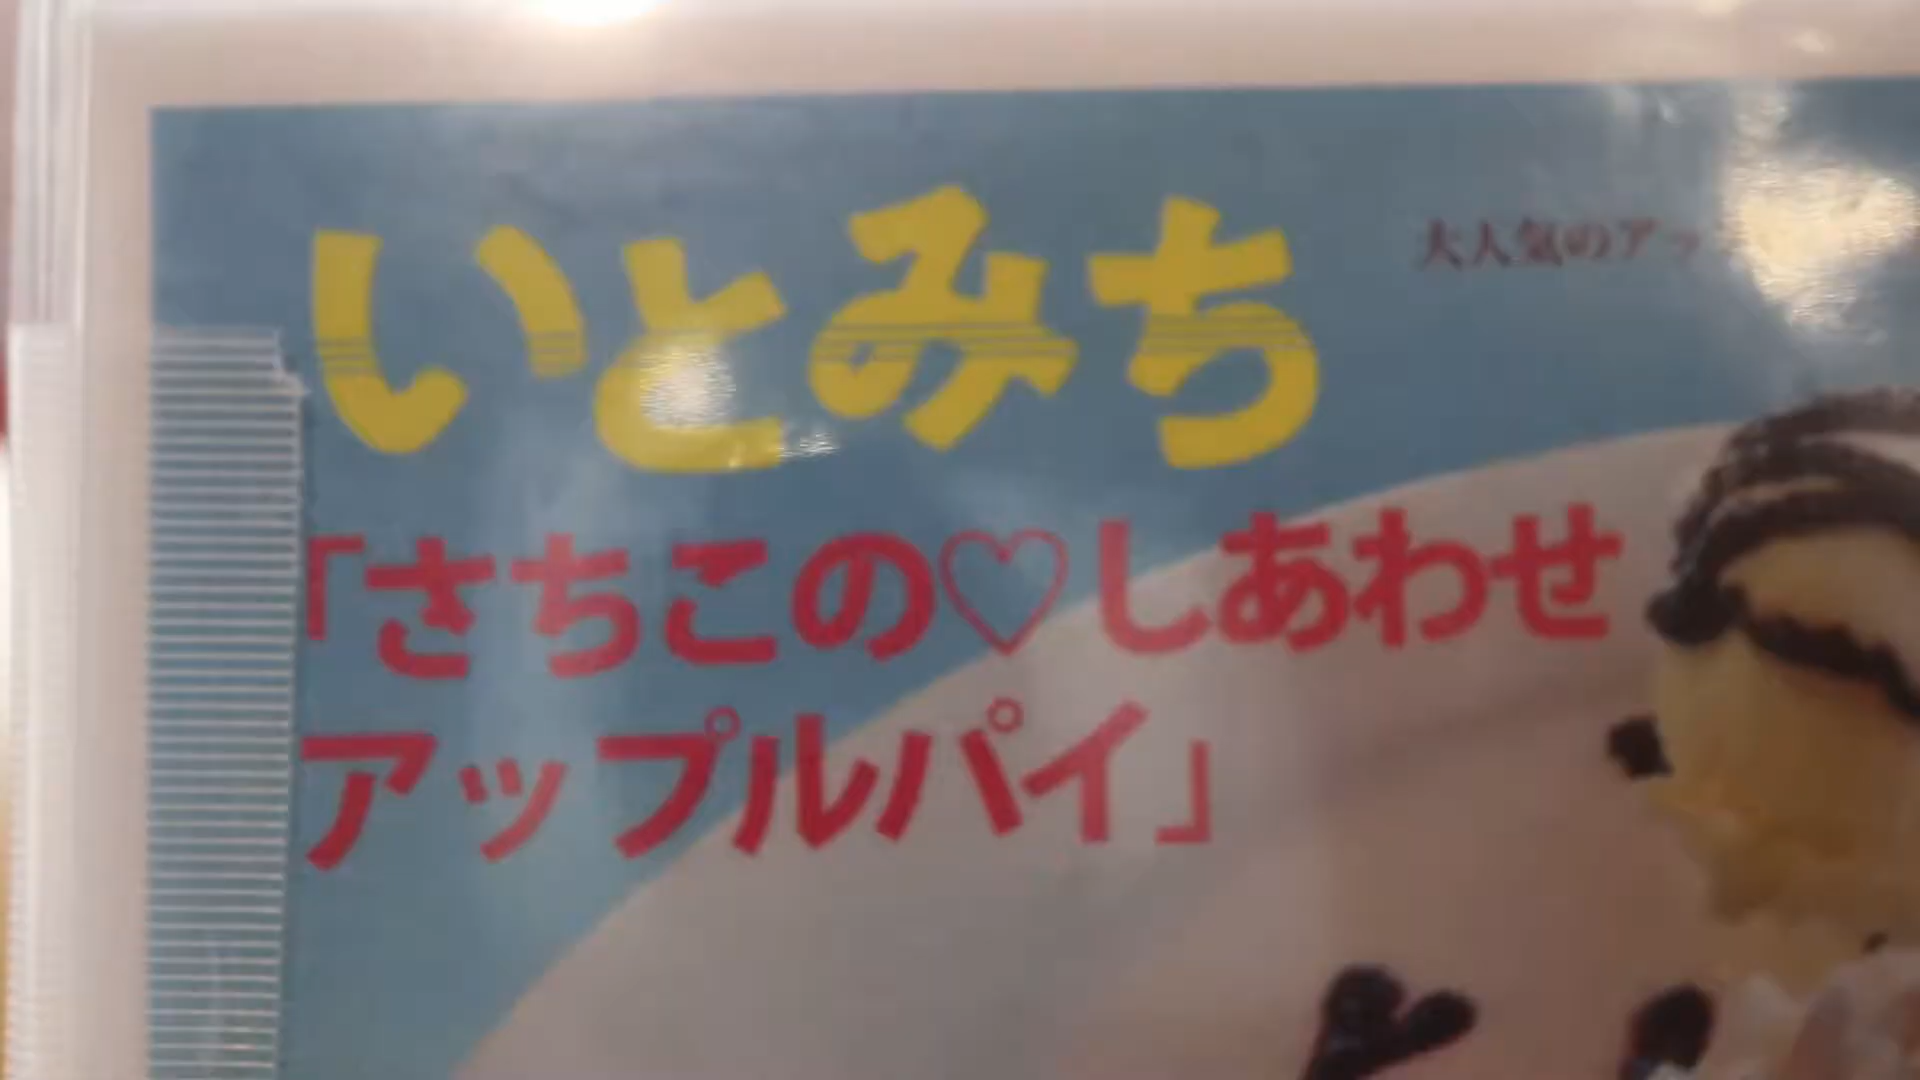 いとみち
大人気のアッ
「さちこの♡しあわせ
アップルパイ」